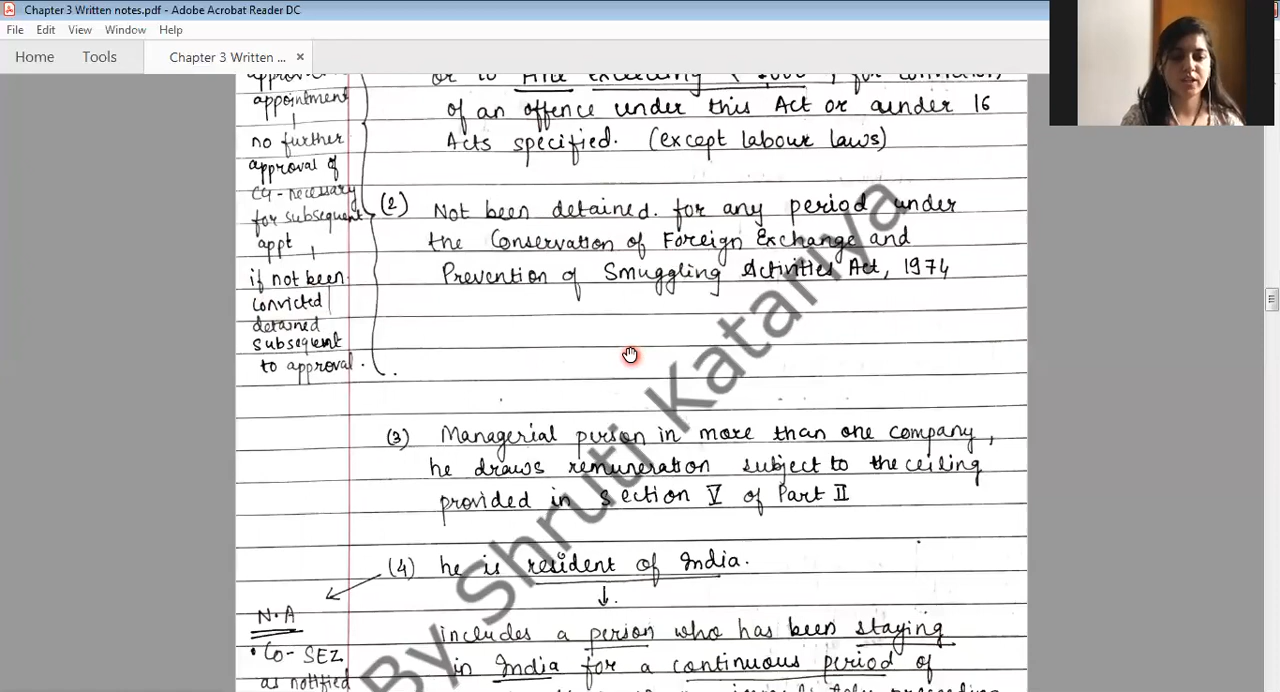 Chapter 3 Written notes.pdf - Adobe Acrobat Reader DC
File Edit View Window Help
Home Tools Chapter 3 Written ... ×
appointment
no further
approval of
CG - necessary
for subsequent
appt
if not been
convicted
detained
subsequent
to approval.
of an offence under this Act or under 16
Acts specified. (except labour laws)
(2) Not been detained. for any period under
the Conservation of Foreign Exchange and
Prevention of Smuggling Activities Act, 1974
(3) Managerial person in more than one company,
he draws remuneration subject to the ceiling
provided in section V of Part II
(4) he is resident of India.
N.A
• Co- SEZ
as notified
includes a person who has been staying
in India for a continuous period of
By Shruti Katariya